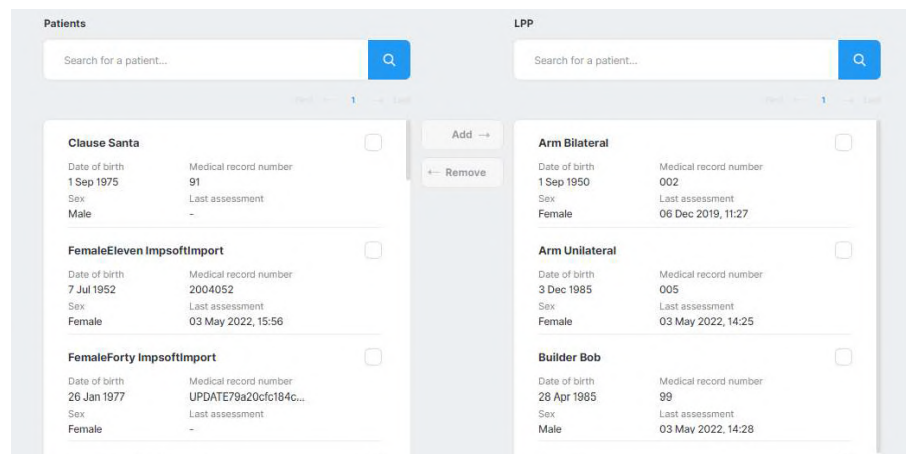 Patients
Search for a patient...
1
Clause Santa
Date of birth Medical record number
1 Sep 1975 91
Sex Last assessment
Male -
FemaleEleven ImpsoftImport
Date of birth Medical record number
7 Jul 1952 2004052
Sex Last assessment
Female 03 May 2022, 15:56
FemaleForty ImpsoftImport
Date of birth Medical record number
26 Jan 1977 UPDATE79a20cfc184c...
Sex Last assessment
Female -
Add →
← Remove
LPP
Search for a patient...
1
Arm Bilateral
Date of birth Medical record number
1 Sep 1950 002
Sex Last assessment
Female 06 Dec 2019, 11:27
Arm Unilateral
Date of birth Medical record number
3 Dec 1985 005
Sex Last assessment
Female 03 May 2022, 14:25
Builder Bob
Date of birth Medical record number
28 Apr 1985 99
Sex Last assessment
Male 03 May 2022, 14:28